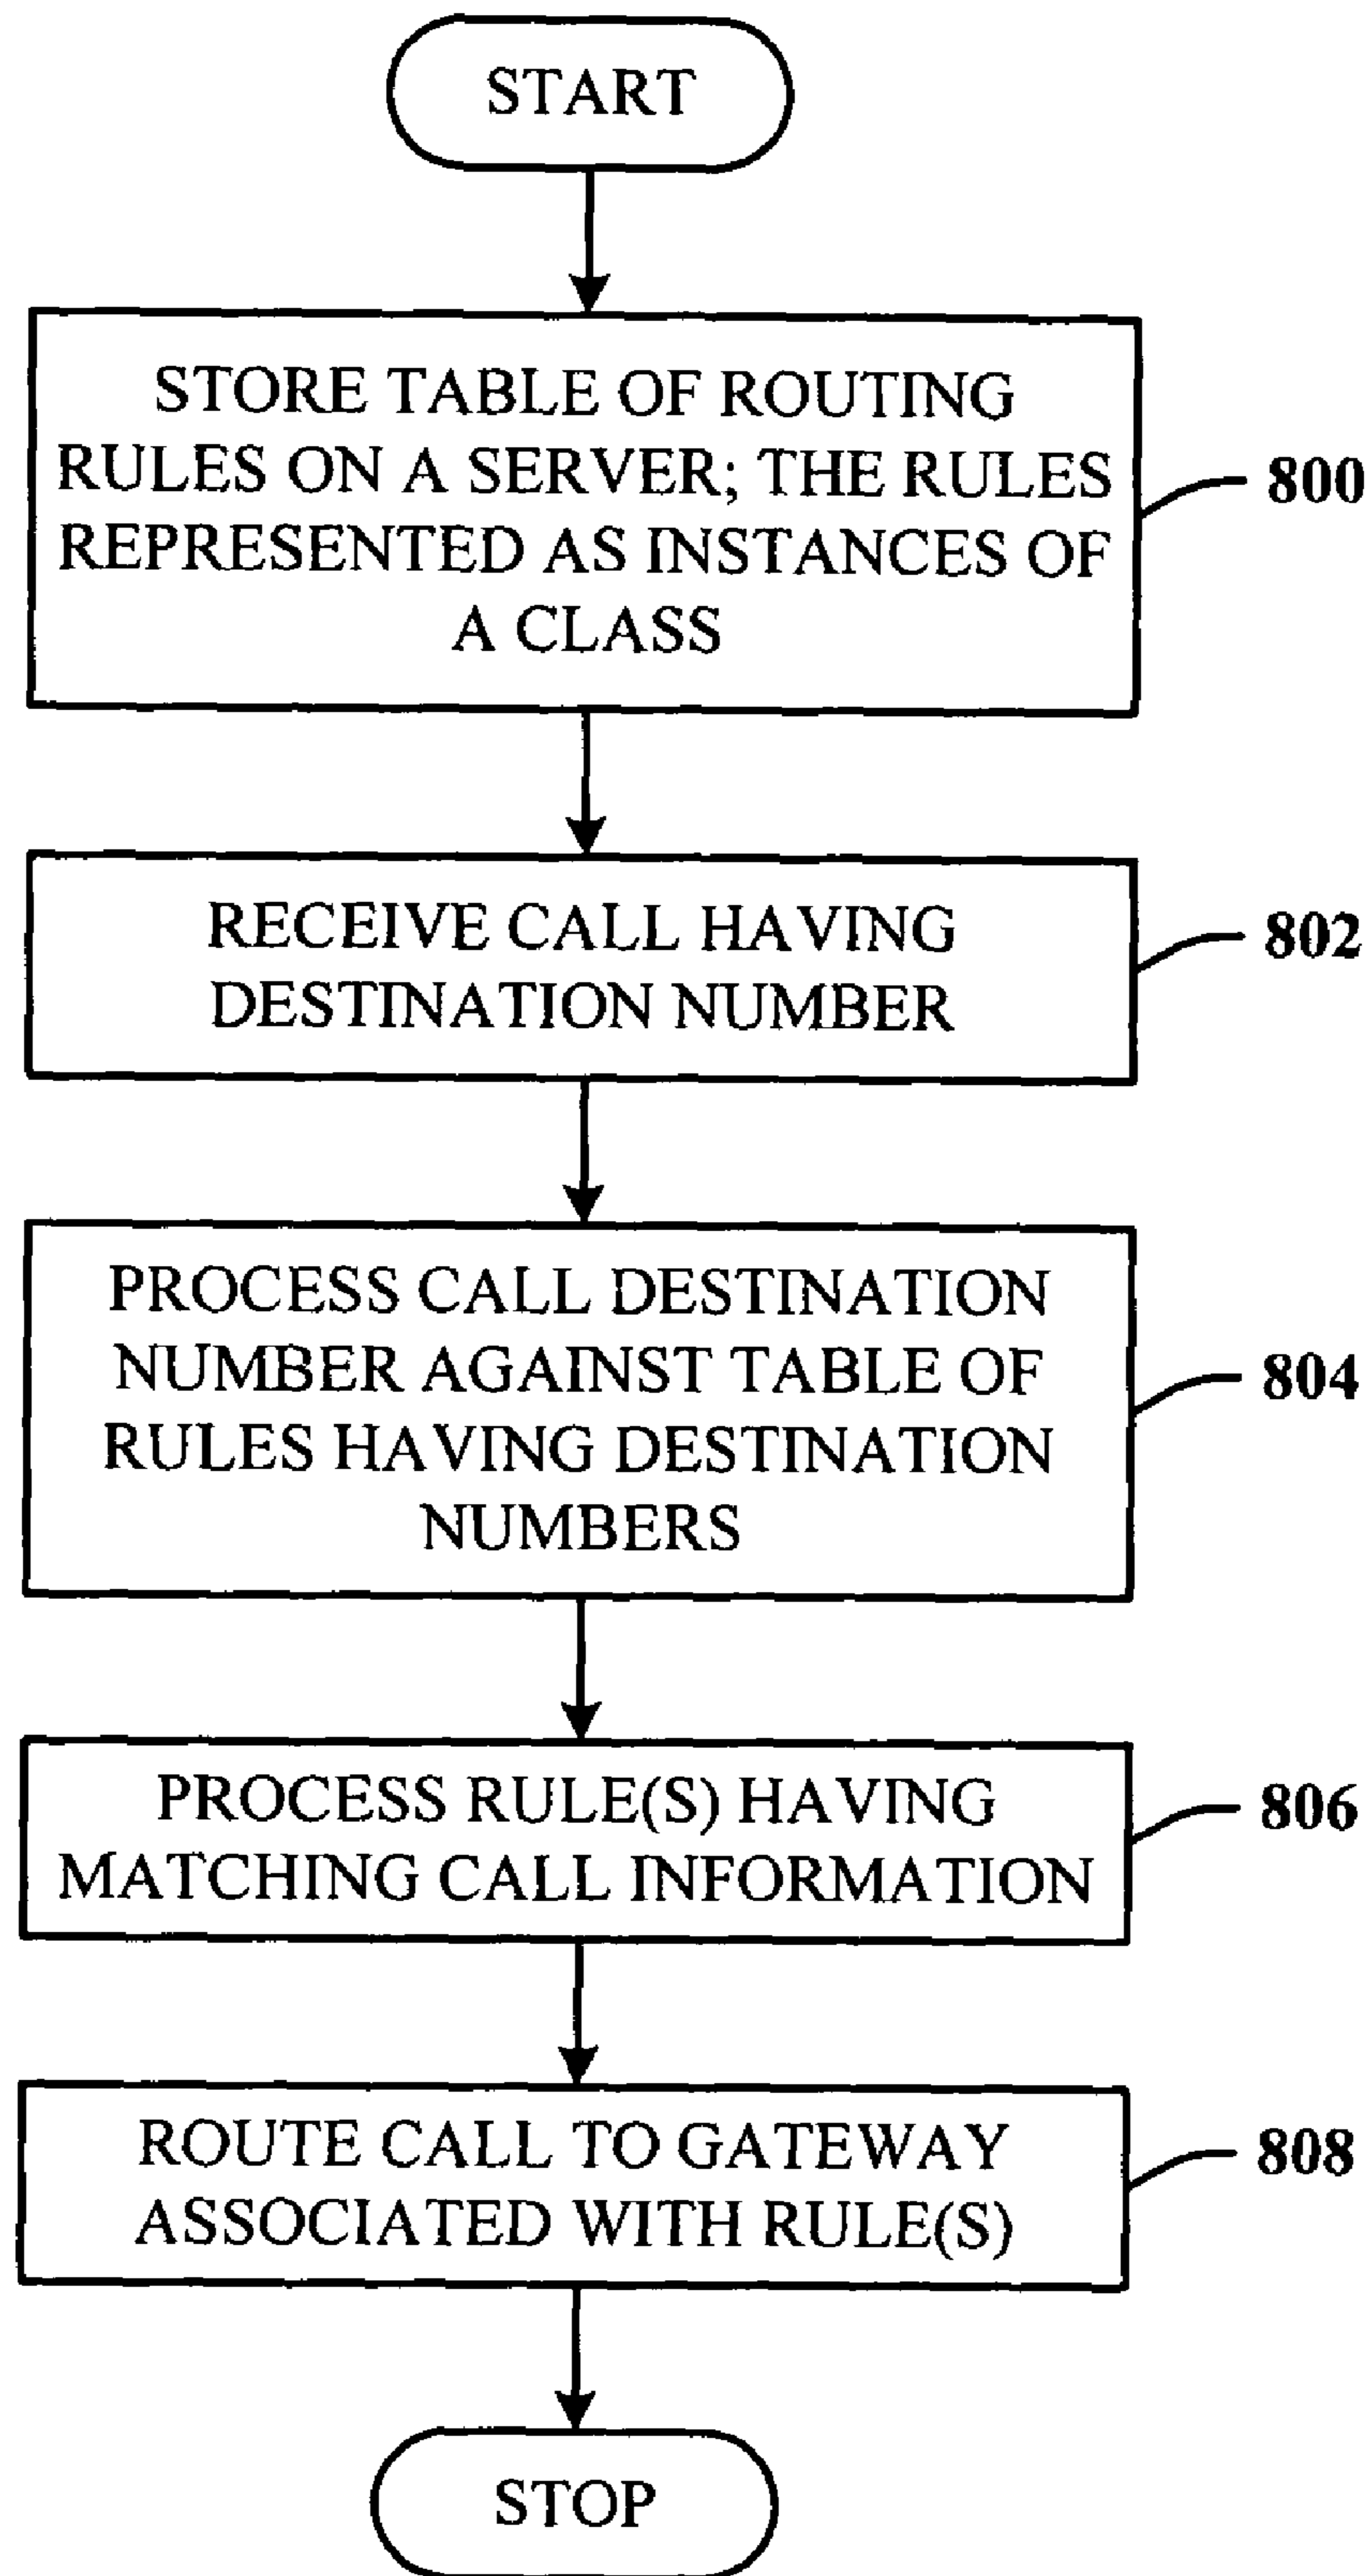 START
STORE TABLE OF ROUTING
RULES ON A SERVER; THE RULES
REPRESENTED AS INSTANCES OF
A CLASS
800
RECEIVE CALL HAVING
DESTINATION NUMBER
802
PROCESS CALL DESTINATION
NUMBER AGAINST TABLE OF
RULES HAVING DESTINATION
NUMBERS
804
PROCESS RULE(S) HAVING
MATCHING CALL INFORMATION
806
ROUTE CALL TO GATEWAY
ASSOCIATED WITH RULE(S)
808
STOP